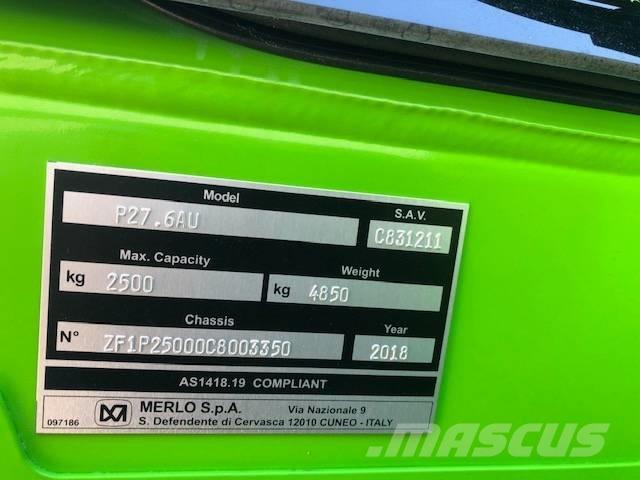 Model
P27.6AU
S.A.V.
C831211
Max. Capacity
kg 2500
Weight
kg 4850
Chassis
N° ZF1P25000C8003350
Year
2018
AS1418.19 COMPLIANT
097186
MERLO S.p.A. Via Nazionale 9
S. Defendente di Cervasca 12010 CUNEO - ITALY
MASCUS